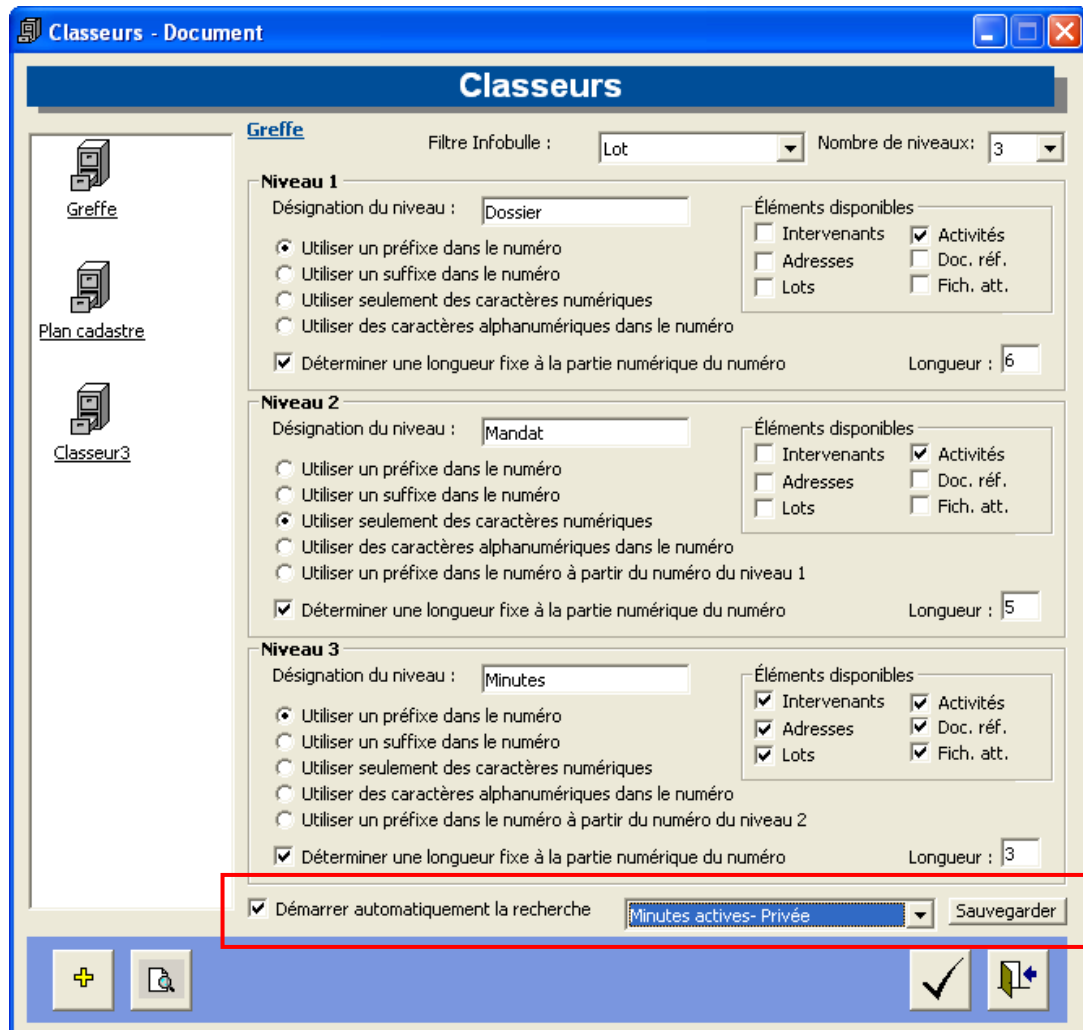 Classeurs - Document
Classeurs
Greffe
Plan cadastre
Classeur3
Greffe
Filtre Infobulle :
Lot
Nombre de niveaux:
3
Niveau 1
Désignation du niveau :
Dossier
Utiliser un préfixe dans le numéro
Utiliser un suffixe dans le numéro
Utiliser seulement des caractères numériques
Utiliser des caractères alphanumériques dans le numéro
Éléments disponibles
Intervenants
Activités
Adresses
Doc. réf.
Lots
Fich. att.
Déterminer une longueur fixe à la partie numérique du numéro
Longueur :
6
Niveau 2
Désignation du niveau :
Mandat
Utiliser un préfixe dans le numéro
Utiliser un suffixe dans le numéro
Utiliser seulement des caractères numériques
Utiliser des caractères alphanumériques dans le numéro
Utiliser un préfixe dans le numéro à partir du numéro du niveau 1
Éléments disponibles
Intervenants
Activités
Adresses
Doc. réf.
Lots
Fich. att.
Déterminer une longueur fixe à la partie numérique du numéro
Longueur :
5
Niveau 3
Désignation du niveau :
Minutes
Utiliser un préfixe dans le numéro
Utiliser un suffixe dans le numéro
Utiliser seulement des caractères numériques
Utiliser des caractères alphanumériques dans le numéro
Utiliser un préfixe dans le numéro à partir du numéro du niveau 2
Éléments disponibles
Intervenants
Activités
Adresses
Doc. réf.
Lots
Fich. att.
Déterminer une longueur fixe à la partie numérique du numéro
Longueur :
3
Démarrer automatiquement la recherche
Minutes actives- Privée
Sauvegarder